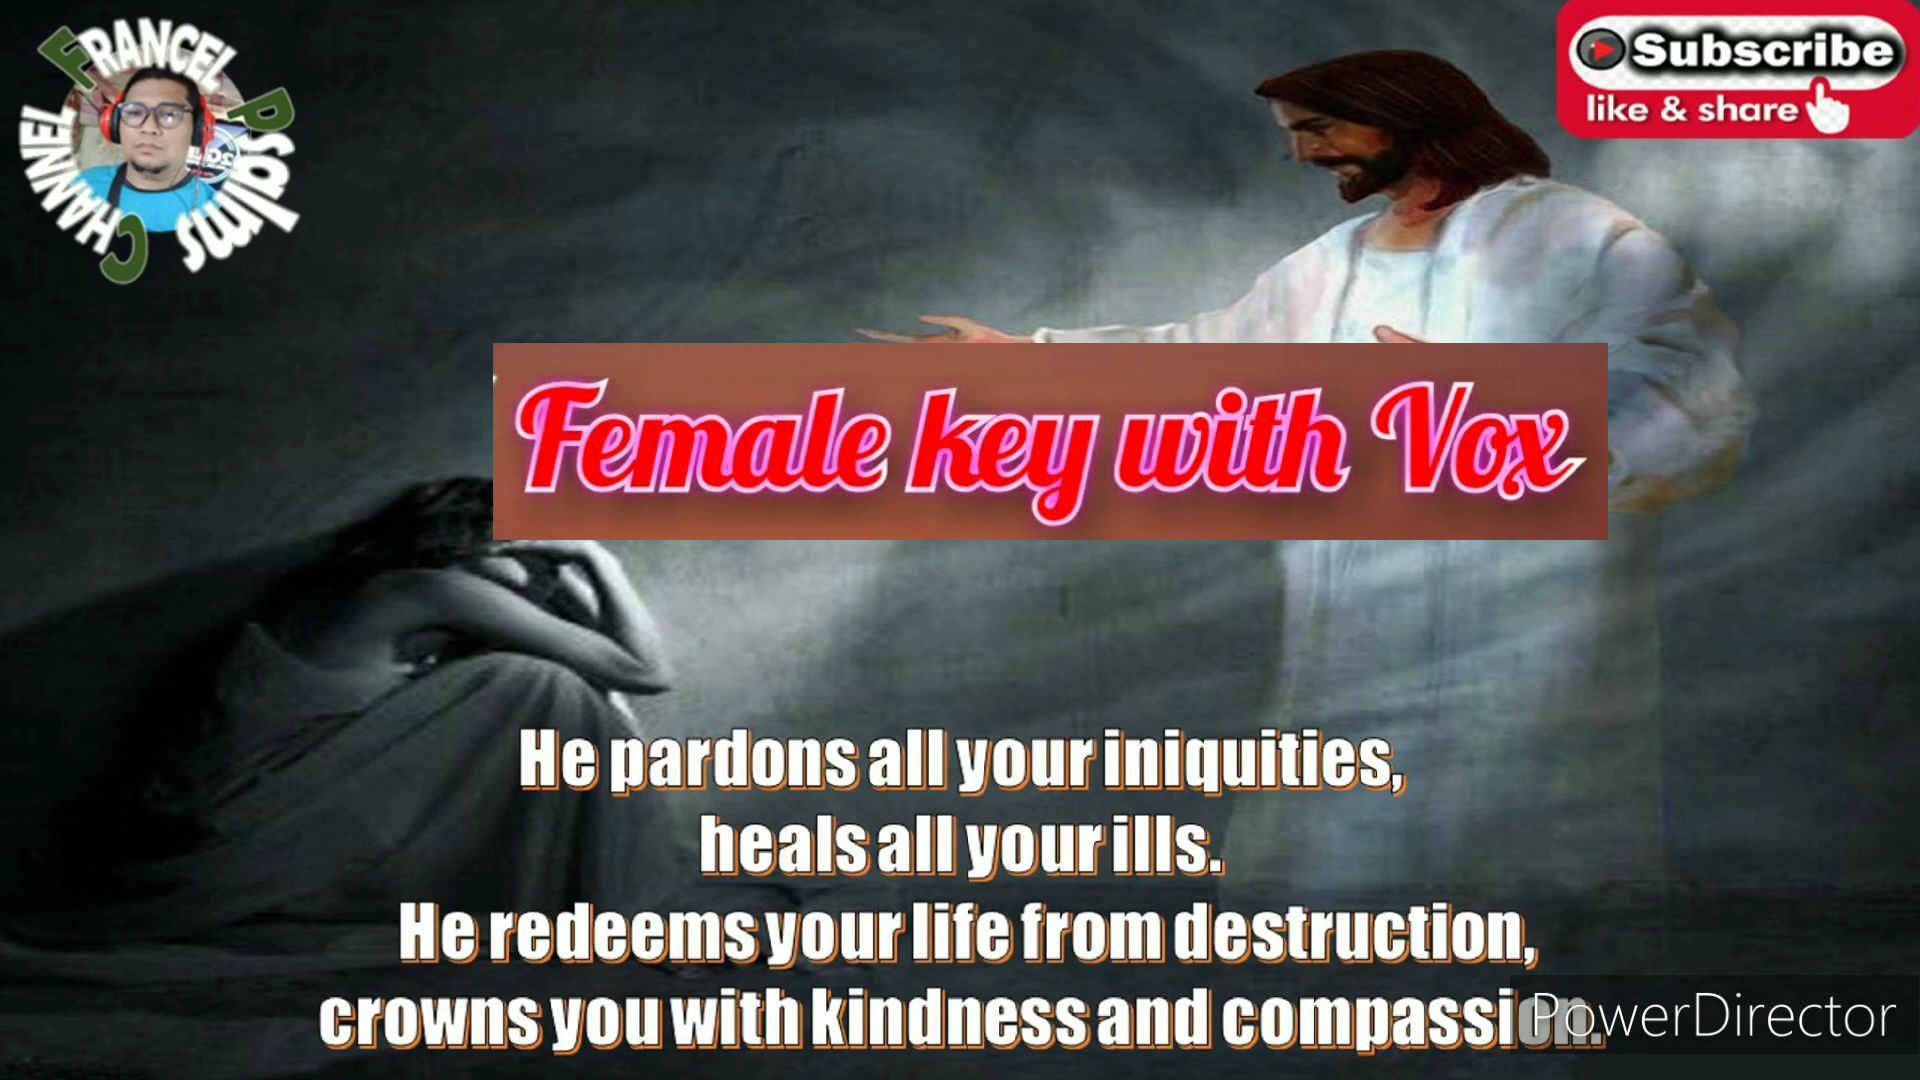 FRANCEL Psalms CHANNEL
Subscribe
like & share
Female key with Vox
He pardons all your iniquities,
heals all your ills.
He redeems your life from destruction,
crowns you with kindness and compassion.
PowerDirector